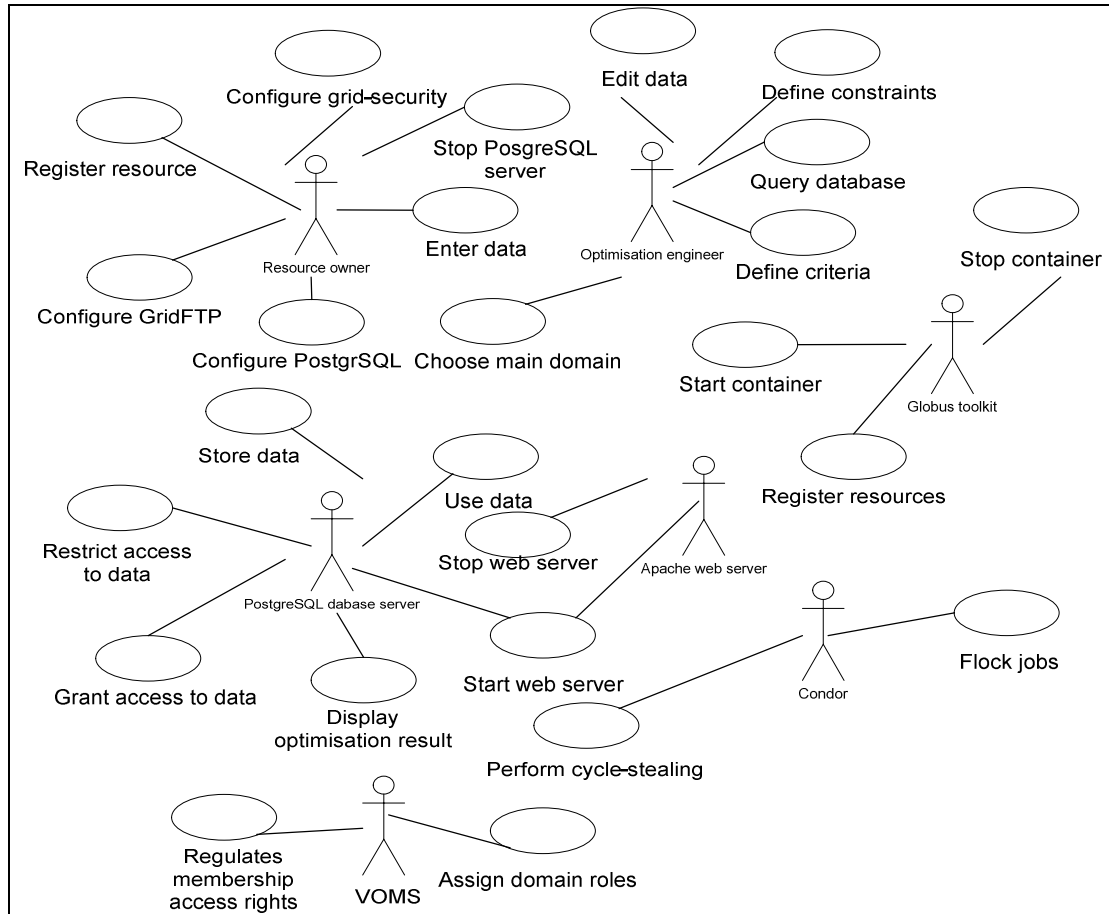 Edit data
Configure grid-security
Define constraints
Stop PosgreSQL
server
Register resource
Query database
Enter data
Optimisation engineer
Stop container
Resource owner
Define criteria
Configure GridFTP
Configure PostgrSQL
Choose main domain
Start container
Globus toolkit
Store data
Use data
Register resources
Restrict access
to data
Stop web server
Apache web server
PostgreSQL dabase server
Flock jobs
Grant access to data
Start web server
Condor
Display
optimisation result
Perform cycle-stealing
Regulates
membership
access rights
Assign domain roles
VOMS